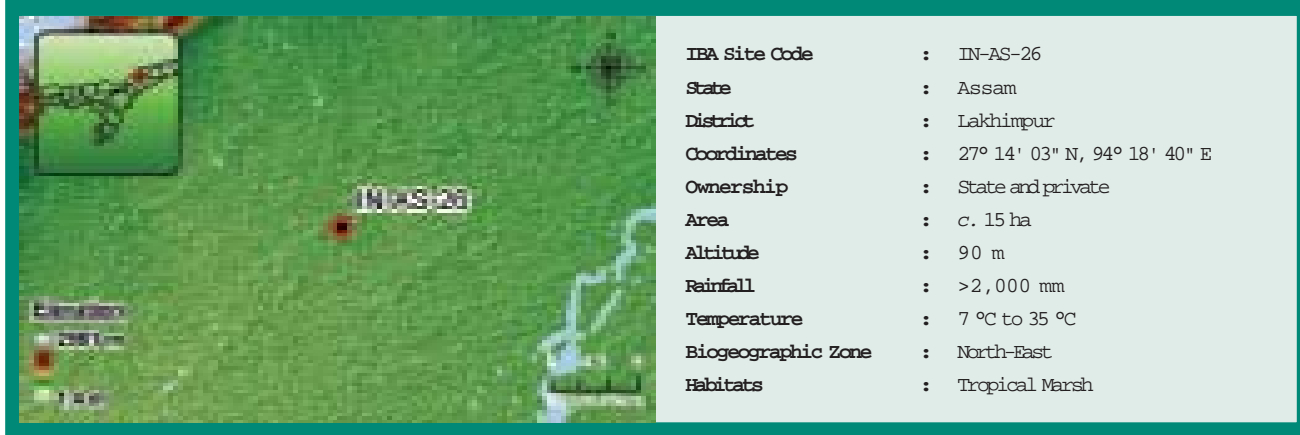 IN-AS-26
Elevation
IBA Site Code : IN-AS-26
State : Assam
District : Lakhimpur
Coordinates : 27° 14' 03" N, 94° 18' 40" E
Ownership : State and private
Area : c. 15 ha
Altitude : 90 m
Rainfall : >2,000 mm
Temperature : 7 °C to 35 °C
Biogeographic Zone : North-East
Habitats : Tropical Marsh